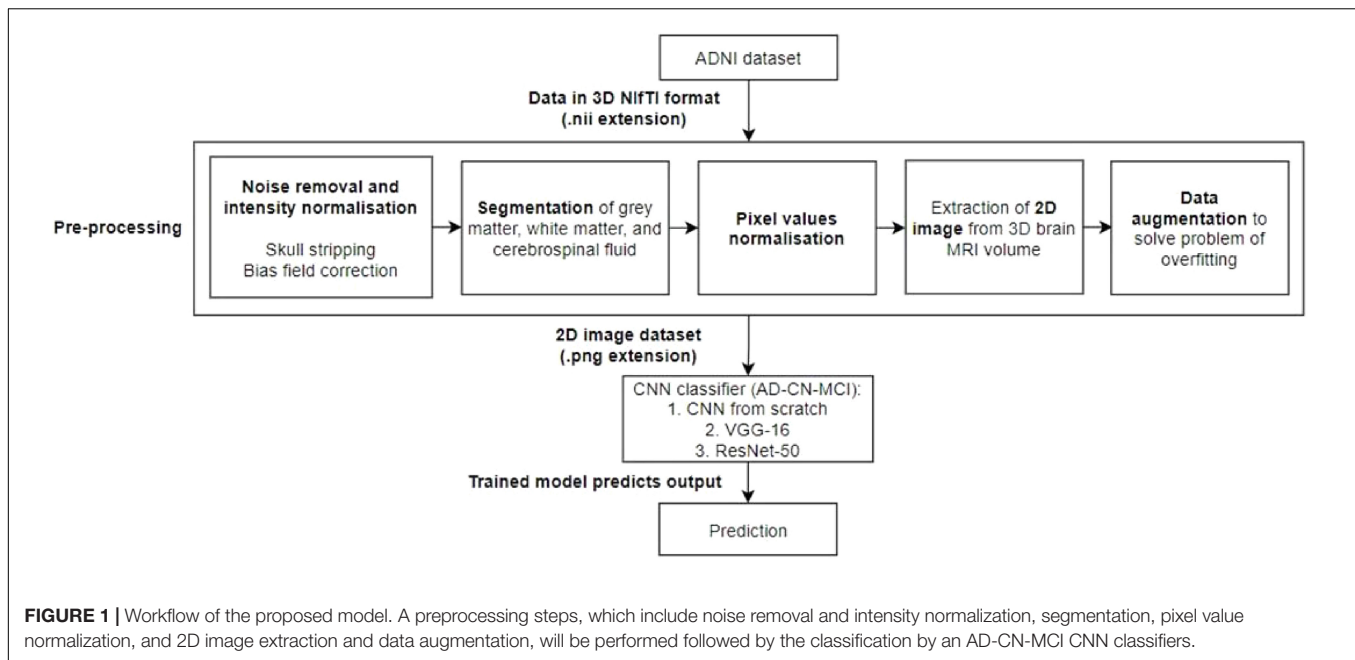 ADNI dataset
Data in 3D NIfTI format
(.nii extension)
Pre-processing
Noise removal and
intensity normalisation
Skull stripping
Bias field correction
Segmentation of grey
matter, white matter, and
cerebrospinal fluid
Pixel values
normalisation
Extraction of 2D
image from 3D brain
MRI volume
Data
augmentation to
solve problem of
overfitting
2D image dataset
(.png extension)
CNN classifier (AD-CN-MCI):
1. CNN from scratch
2. VGG-16
3. ResNet-50
Trained model predicts output
Prediction
FIGURE 1 | Workflow of the proposed model. A preprocessing steps, which include noise removal and intensity normalization, segmentation, pixel value
normalization, and 2D image extraction and data augmentation, will be performed followed by the classification by an AD-CN-MCI CNN classifiers.